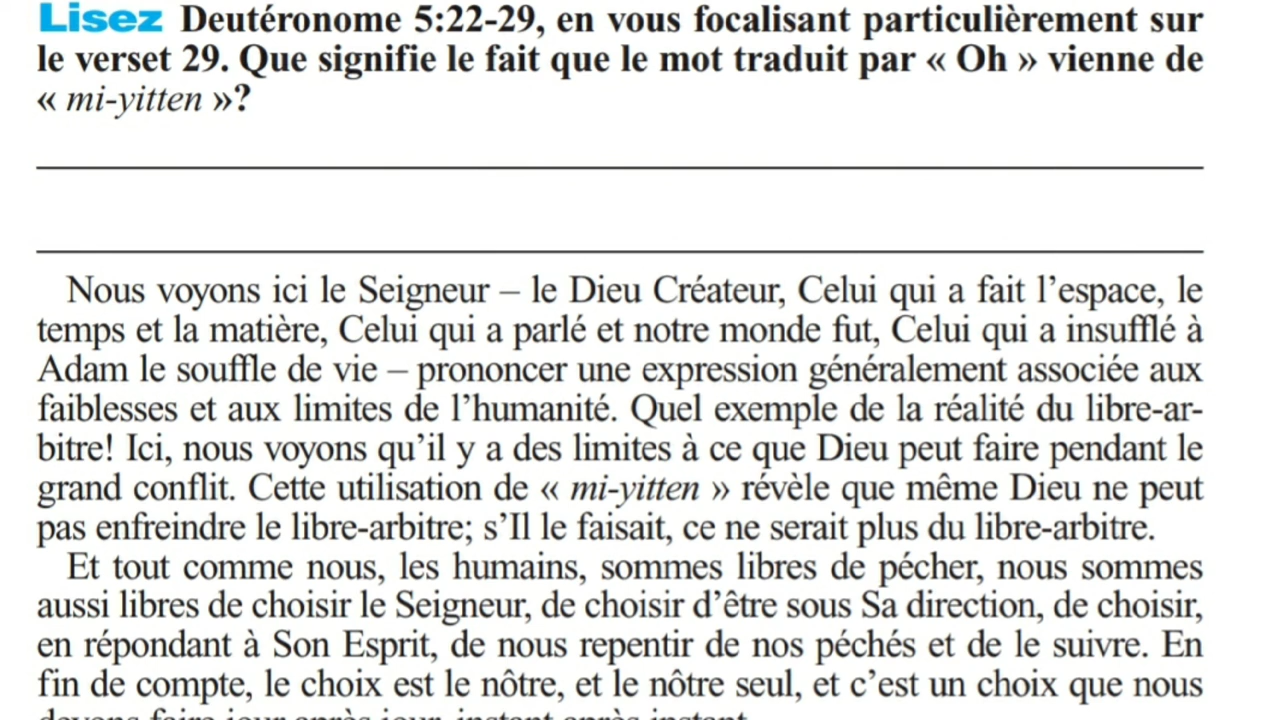 Lisez Deutéronome 5:22-29, en vous focalisant particulièrement sur
le verset 29. Que signifie le fait que le mot traduit par « Oh » vienne de
« mi-yitten »?
Nous voyons ici le Seigneur – le Dieu Créateur, Celui qui a fait l’espace, le
temps et la matière, Celui qui a parlé et notre monde fut, Celui qui a insufflé à
Adam le souffle de vie – prononcer une expression généralement associée aux
faiblesses et aux limites de l’humanité. Quel exemple de la réalité du libre-ar-
bitre! Ici, nous voyons qu’il y a des limites à ce que Dieu peut faire pendant le
grand conflit. Cette utilisation de « mi-yitten » révèle que même Dieu ne peut
pas enfreindre le libre-arbitre; s’Il le faisait, ce ne serait plus du libre-arbitre.
Et tout comme nous, les humains, sommes libres de pécher, nous sommes
aussi libres de choisir le Seigneur, de choisir d’être sous Sa direction, de choisir,
en répondant à Son Esprit, de nous repentir de nos péchés et de le suivre. En
fin de compte, le choix est le nôtre, et le nôtre seul, et c’est un choix que nous
devons faire jour après jour, instant après instant.